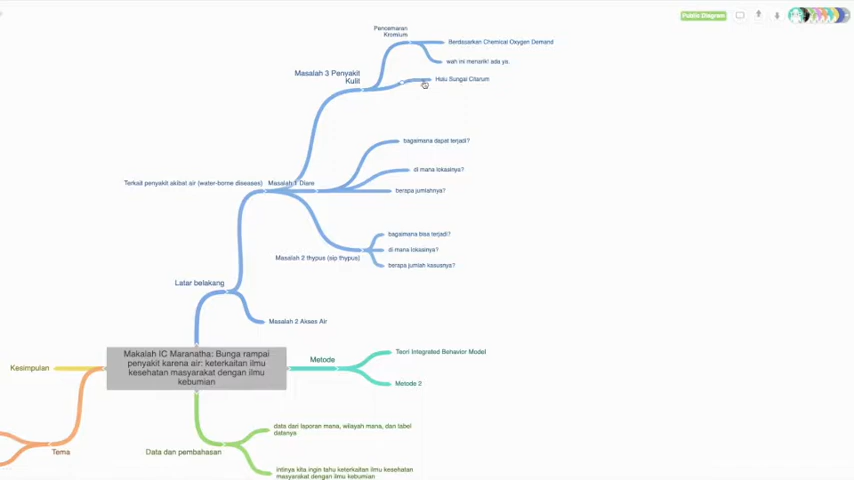 Public Diagram
Pencemaran
Kromium
Berdasarkan Chemical Oxygen Demand
wah ini menarik! ada ya.
Masalah 3 Penyakit
Kulit
Hulu Sungai Citarum
bagaimana dapat terjadi?
di mana lokasinya?
Terkait penyakit akibat air (water-borne diseases)
Masalah 1 Diare
berapa jumlahnya?
bagaimana bisa terjadi?
di mana lokasinya?
Masalah 2 thypus (sip thypus)
berapa jumlah kasusnya?
Latar belakang
Masalah 2 Akses Air
Makalah IC Maranatha: Bunga rampai
penyakit karena air: keterkaitan ilmu
kesehatan masyarakat dengan ilmu
kebumian
Kesimpulan
Metode
Teori Integrated Behavior Model
Metode 2
Tema
Data dan pembahasan
data dari laporan mana, wilayah mana, dan tabel
datanya
intinya kita ingin tahu keterkaitan ilmu kesehatan
masyarakat dengan ilmu kebumian